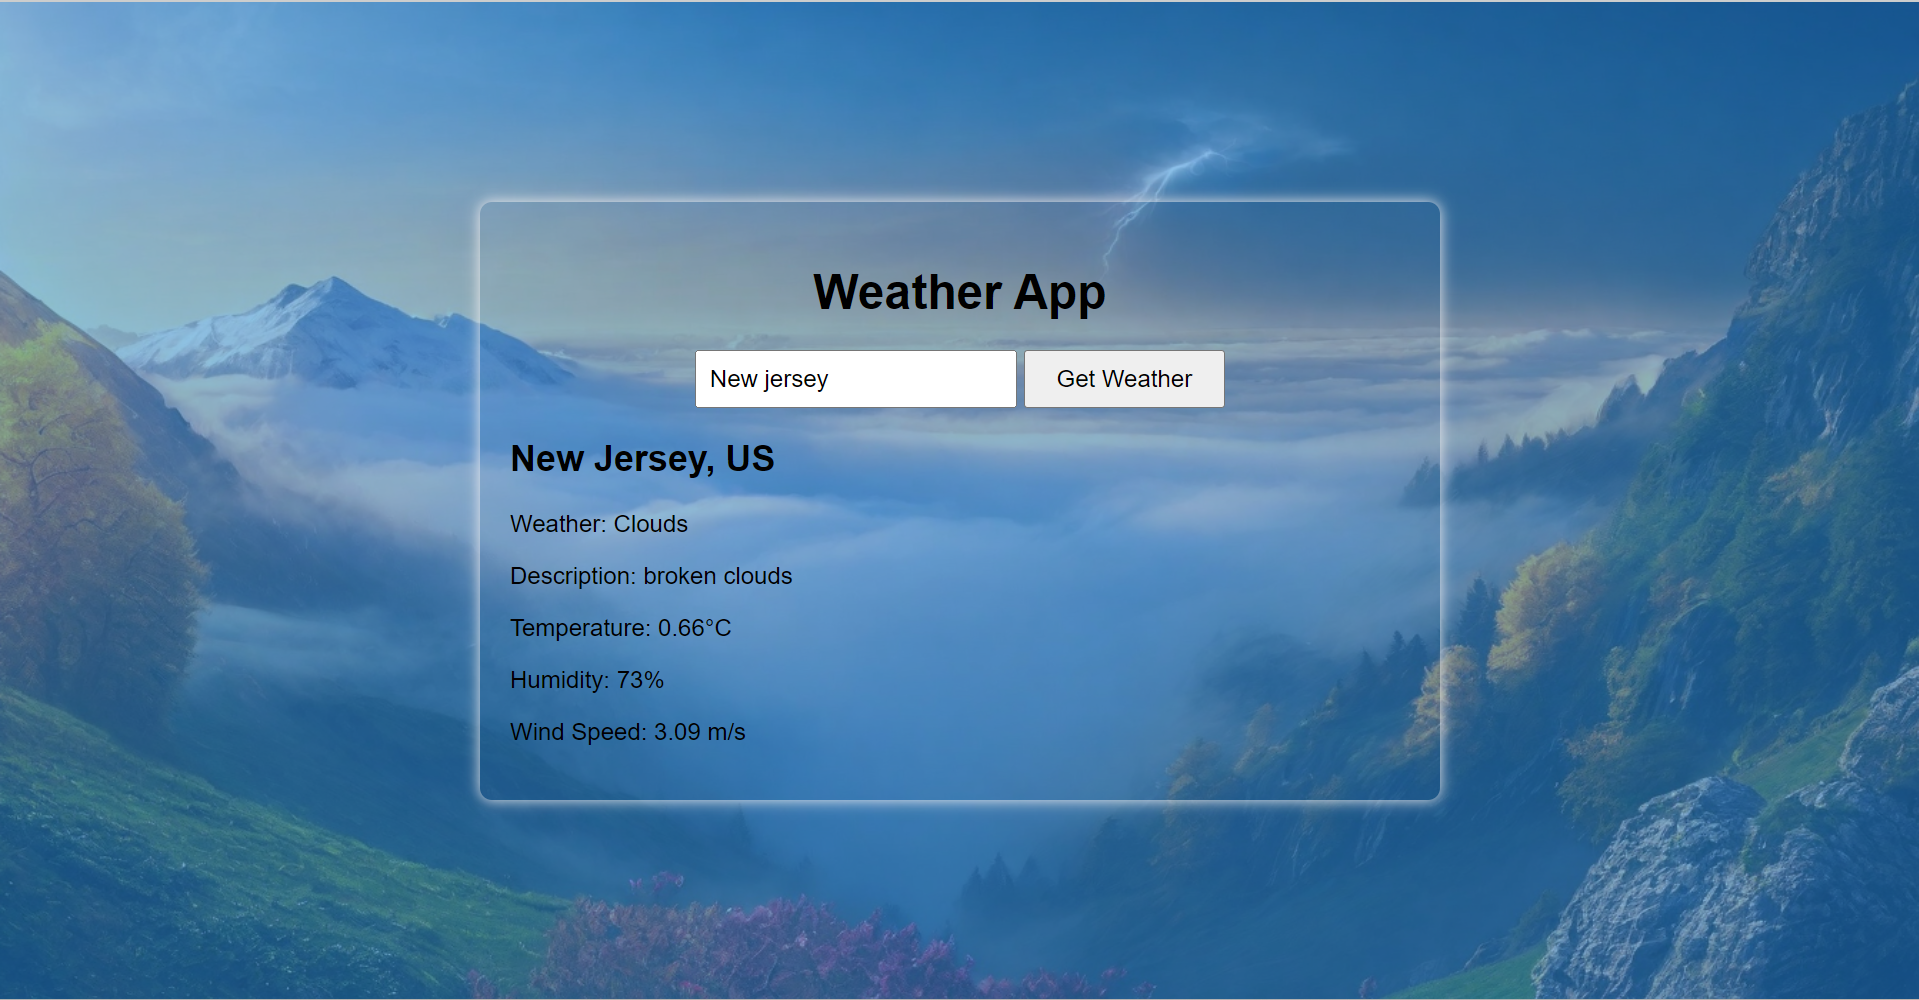 Weather App
New jersey
Get Weather
New Jersey, US
Weather: Clouds
Description: broken clouds
Temperature: 0.66°C
Humidity: 73%
Wind Speed: 3.09 m/s